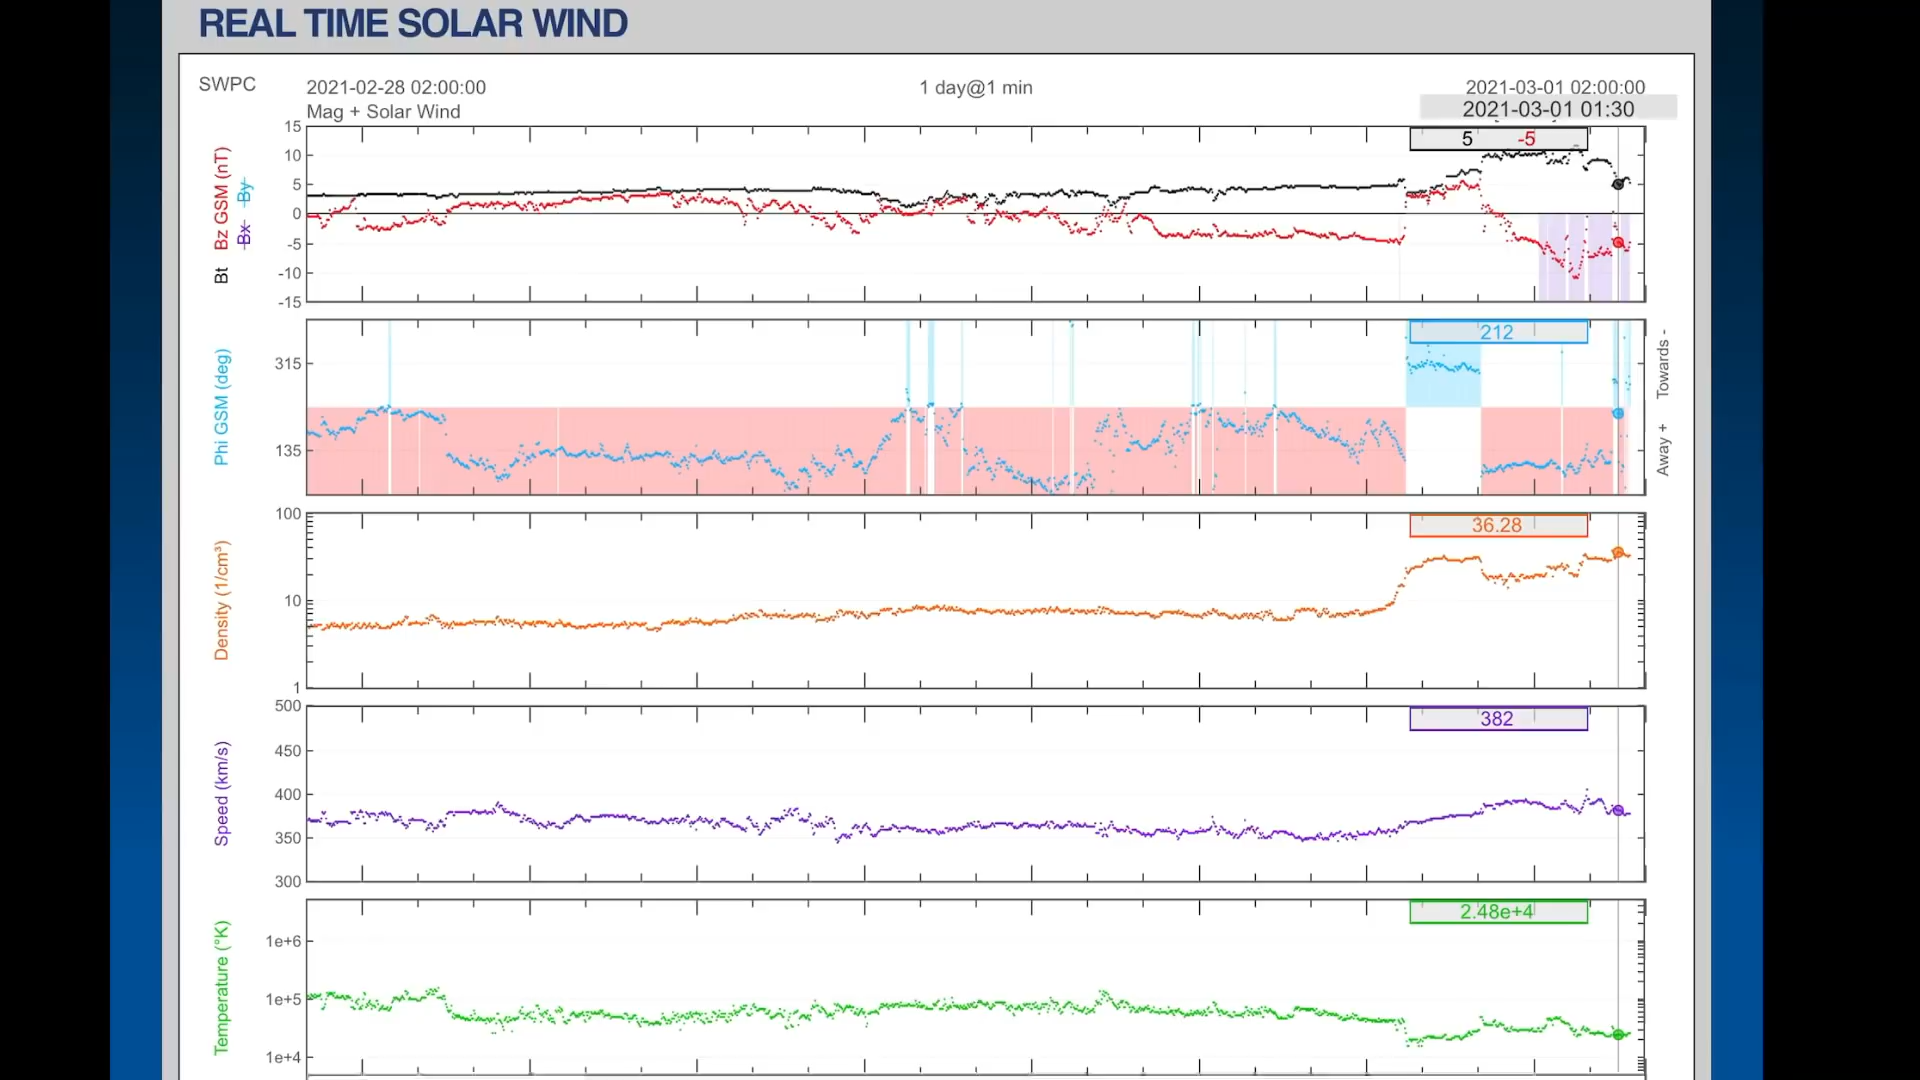 REAL TIME SOLAR WIND
SWPC
2021-02-28 02:00:00
1 day@1 min
2021-03-01 02:00:00
Mag + Solar Wind
2021-03-01 01:30
Bt Bz GSM (nT)
Bx By
15
10
5
0
-5
-10
-15
5 -5
Phi GSM (deg)
315
135
212
Towards -
Away +
Density (1/cm³)
100
10
1
36.28
Speed (km/s)
500
450
400
350
300
382
Temperature (°K)
1e+6
1e+5
1e+4
2.48e+4